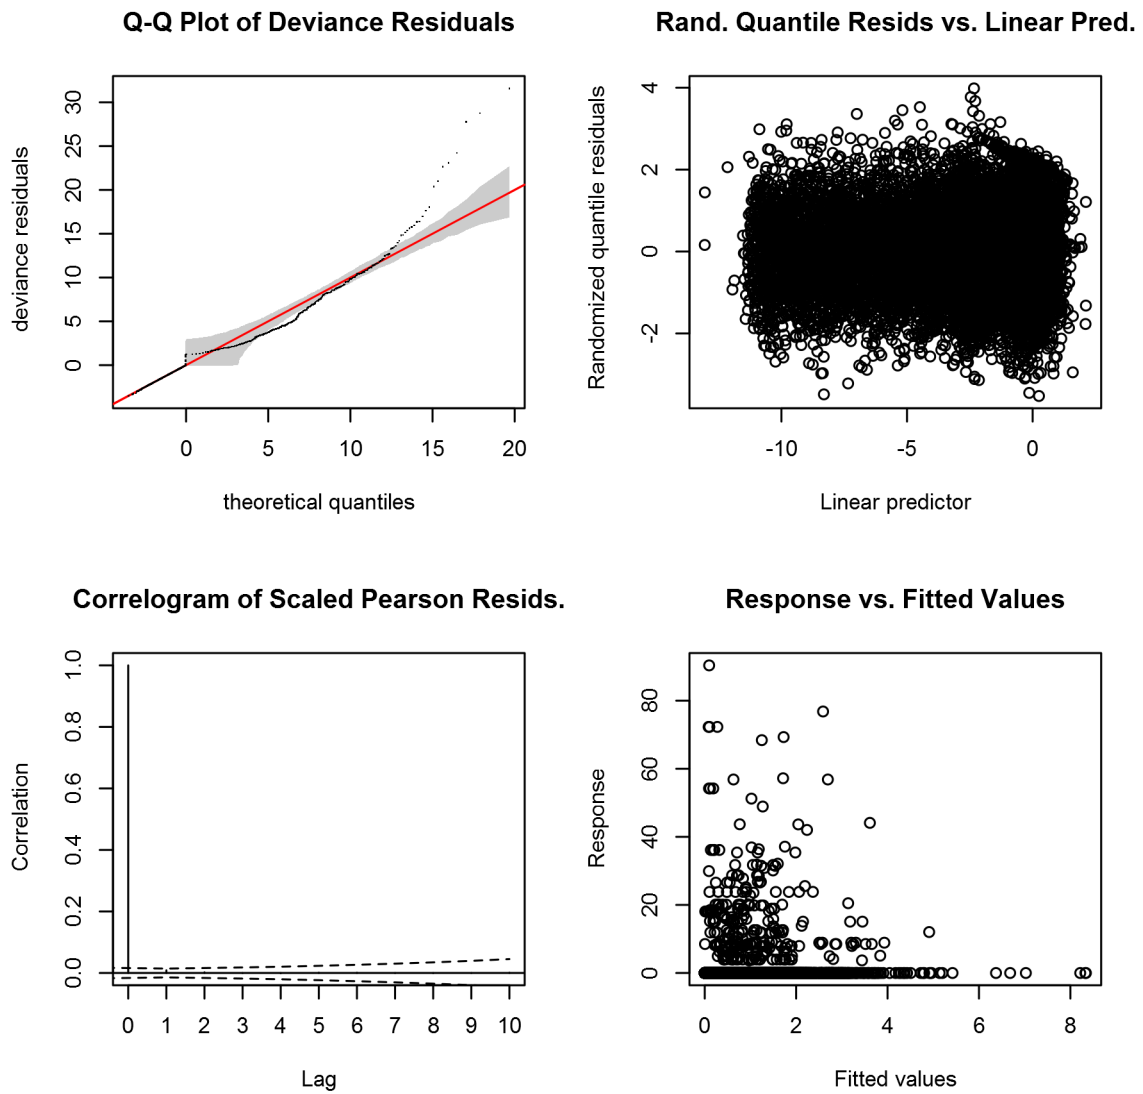 Q-Q Plot of Deviance Residuals
deviance residuals
30
25
20
15
10
5
0
0 5 10 15 20
theoretical quantiles
Rand. Quantile Resids vs. Linear Pred.
Randomized quantile residuals
4
2
0
-2
-10 -5 0
Linear predictor
Correlogram of Scaled Pearson Resids.
Correlation
1.0
0.8
0.6
0.4
0.2
0.0
0 1 2 3 4 5 6 7 8 9 10
Lag
Response vs. Fitted Values
Response
80
60
40
20
0
0 2 4 6 8
Fitted values